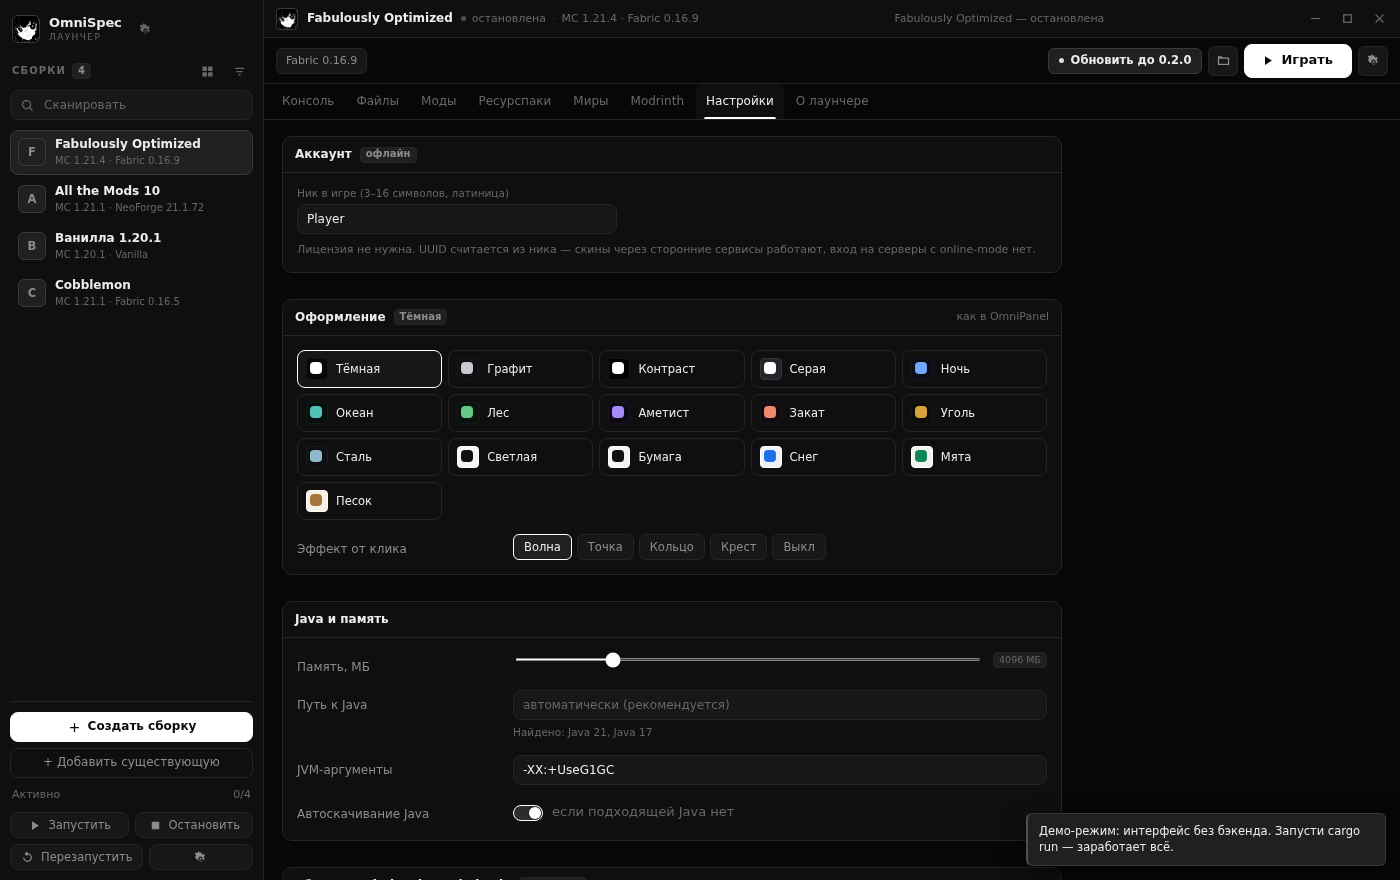 OmniSpec
ЛАУНЧЕР
СБОРКИ 4
Сканировать
F
Fabulously Optimized
MC 1.21.4 · Fabric 0.16.9
A
All the Mods 10
MC 1.21.1 · NeoForge 21.1.72
В
Ванилла 1.20.1
MC 1.20.1 · Vanilla
C
Cobblemon
MC 1.21.1 · Fabric 0.16.5
+ Создать сборку
+ Добавить существующую
Активно 0/4
Запустить
Остановить
Перезапустить
Fabulously Optimized остановлена · MC 1.21.4 · Fabric 0.16.9
Fabulously Optimized — остановлена
Fabric 0.16.9
Обновить до 0.2.0
Играть
Консоль Файлы Моды Ресурспаки Миры Modrinth Настройки О лаунчере
Аккаунт офлайн
Ник в игре (3–16 символов, латиница)
Player
Лицензия не нужна. UUID считается из ника — скины через сторонние сервисы работают, вход на серверы с online-mode нет.
Оформление Тёмная как в OmniPanel
Тёмная Графит Контраст Серая Ночь
Океан Лес Аметист Закат Уголь
Сталь Светлая Бумага Снег Мята
Песок
Эффект от клика Волна Точка Кольцо Крест Выкл
Java и память
Память, МБ 4096 МБ
Путь к Java автоматически (рекомендуется)
Найдено: Java 21, Java 17
JVM-аргументы -XX:+UseG1GC
Автоскачивание Java если подходящей Java нет
Демо-режим: интерфейс без бэкенда. Запусти cargo
run — заработает всё.